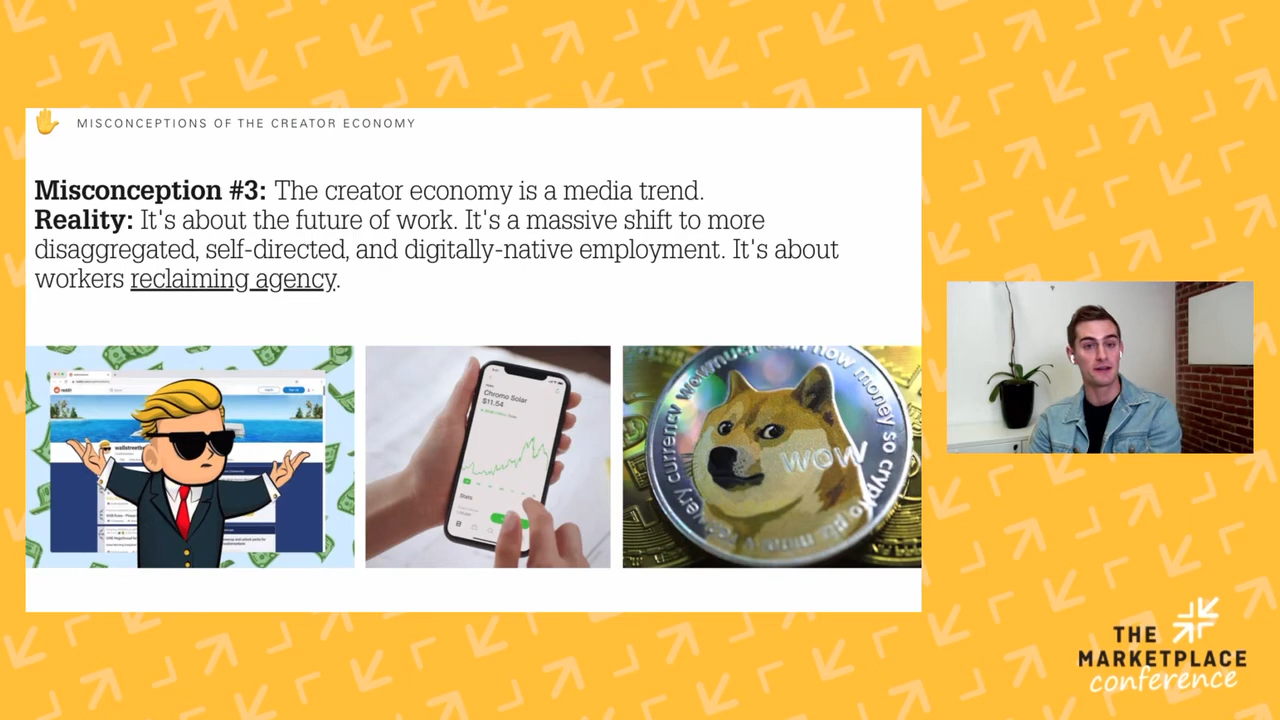 MISCONCEPTIONS OF THE CREATOR ECONOMY
Misconception #3: The creator economy is a media trend.
Reality: It's about the future of work. It's a massive shift to more
disaggregated, self-directed, and digitally-native employment. It's about
workers reclaiming agency.
reddit
Chromo Solar
$11.54
Stats
wow
THE
MARKETPLACE
conference